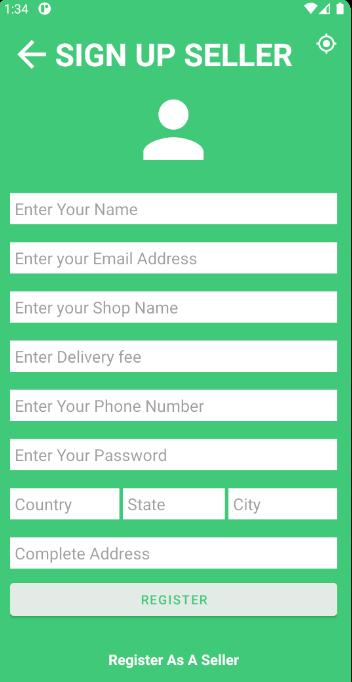 1:34
SIGN UP SELLER
Enter Your Name
Enter your Email Address
Enter your Shop Name
Enter Delivery fee
Enter Your Phone Number
Enter Your Password
Country State City
Complete Address
REGISTER
Register As A Seller